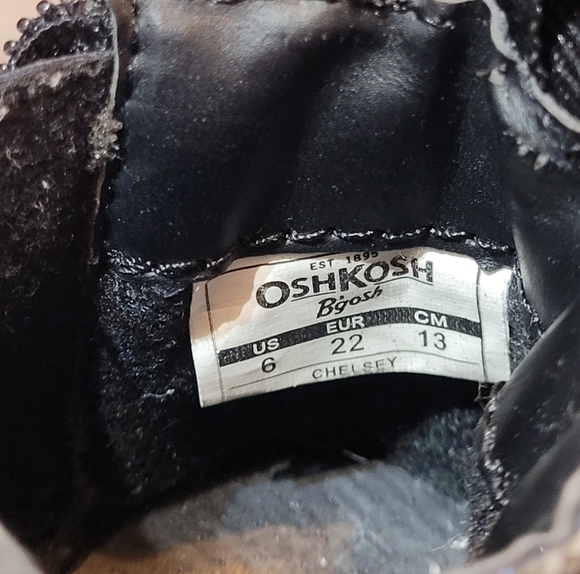 EST. 1895
OSHKOSH
B'gosh
US EUR CM
6 22 13
CHELSEY